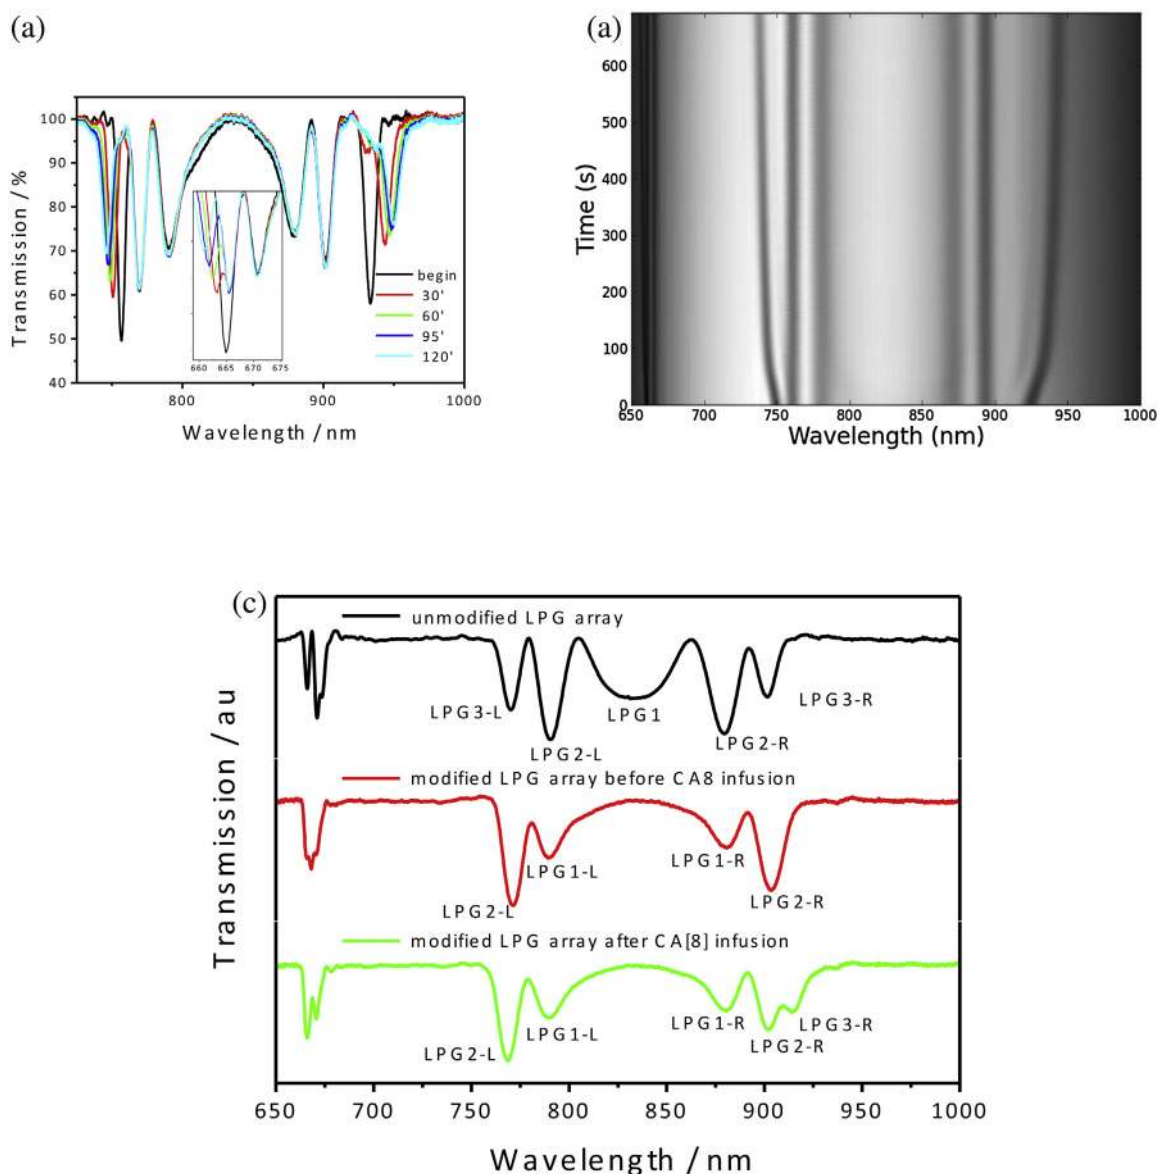 (a)
100
90
80
70
60
50
40
Transmission / %
800
900
1000
Wavelength / nm
begin
30'
60'
95'
120'
660 665 670 675
(a)
600
500
400
300
200
100
0
Time (s)
650 700 750 800 850 900 950 1000
Wavelength (nm)
(c)
unmodified LPG array
LPG3-L
LPG2-L
LPG1
LPG2-R
LPG3-R
modified LPG array before CA8 infusion
LPG2-L
LPG1-L
LPG1-R
LPG2-R
modified LPG array after CA[8] infusion
LPG2-L
LPG1-L
LPG1-R
LPG2-R
LPG3-R
Transmission / au
650 700 750 800 850 900 950 1000
Wavelength / nm